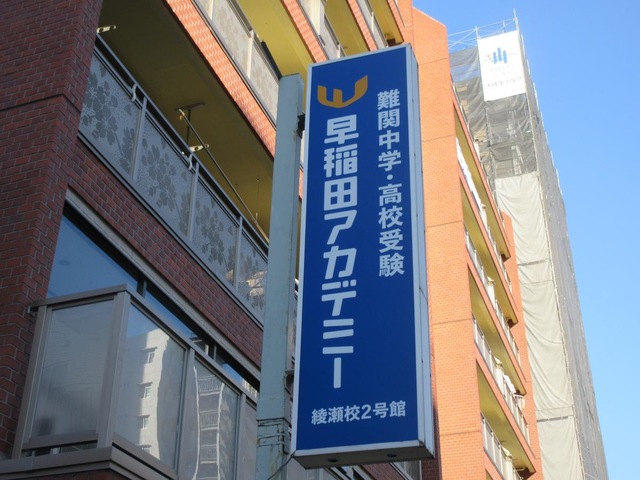 難関中学・高校受験
早稲田アカデミー
綾瀬校2号館